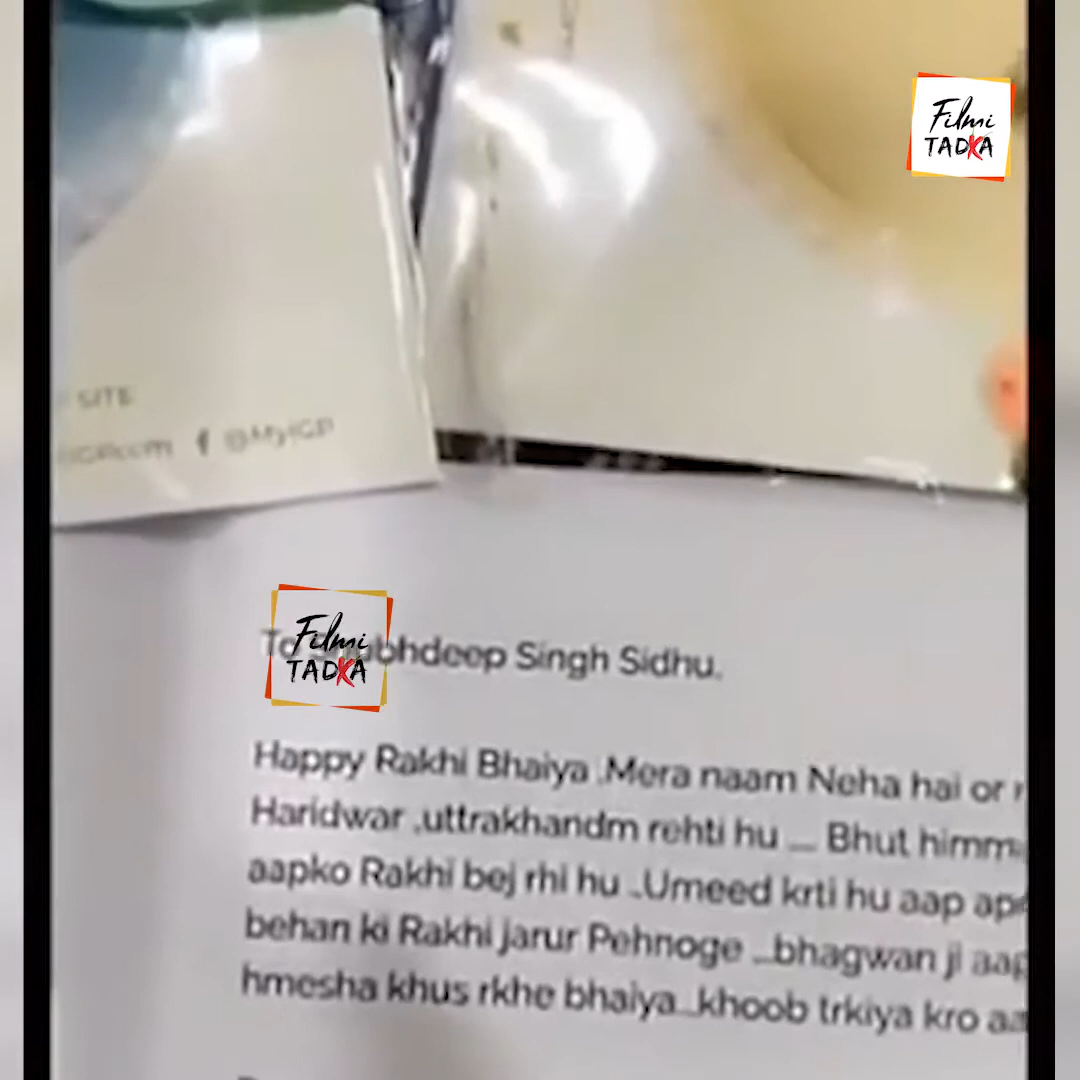 Filmi
TADKA
SITE
@MyIGP
Filmi
TADKA
To Shubhdeep Singh Sidhu.
Happy Rakhi Bhaiya .Mera naam Neha hai or
Haridwar ,uttrakhandm rehti hu .... Bhut
aapko Rakhi bej rhi hu ..Umeed krti hu aap
behan ki Rakhi jarur Pehnoge ...bhagwan ji
hmesha khus rkhe bhaiya...khoob trkiya kro